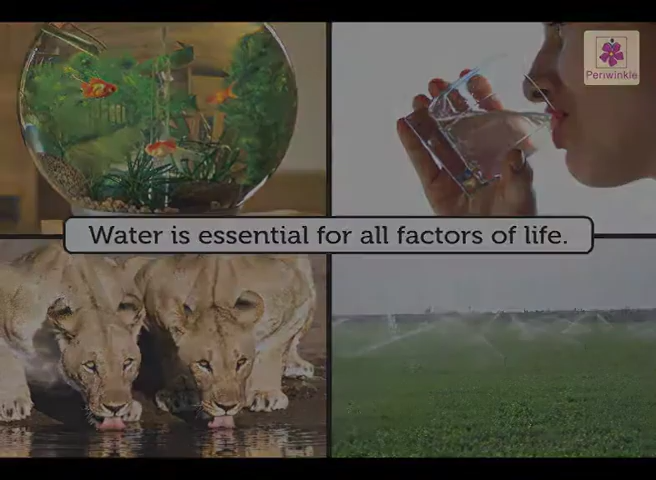 Periwinkle
Water is essential for all factors of life.